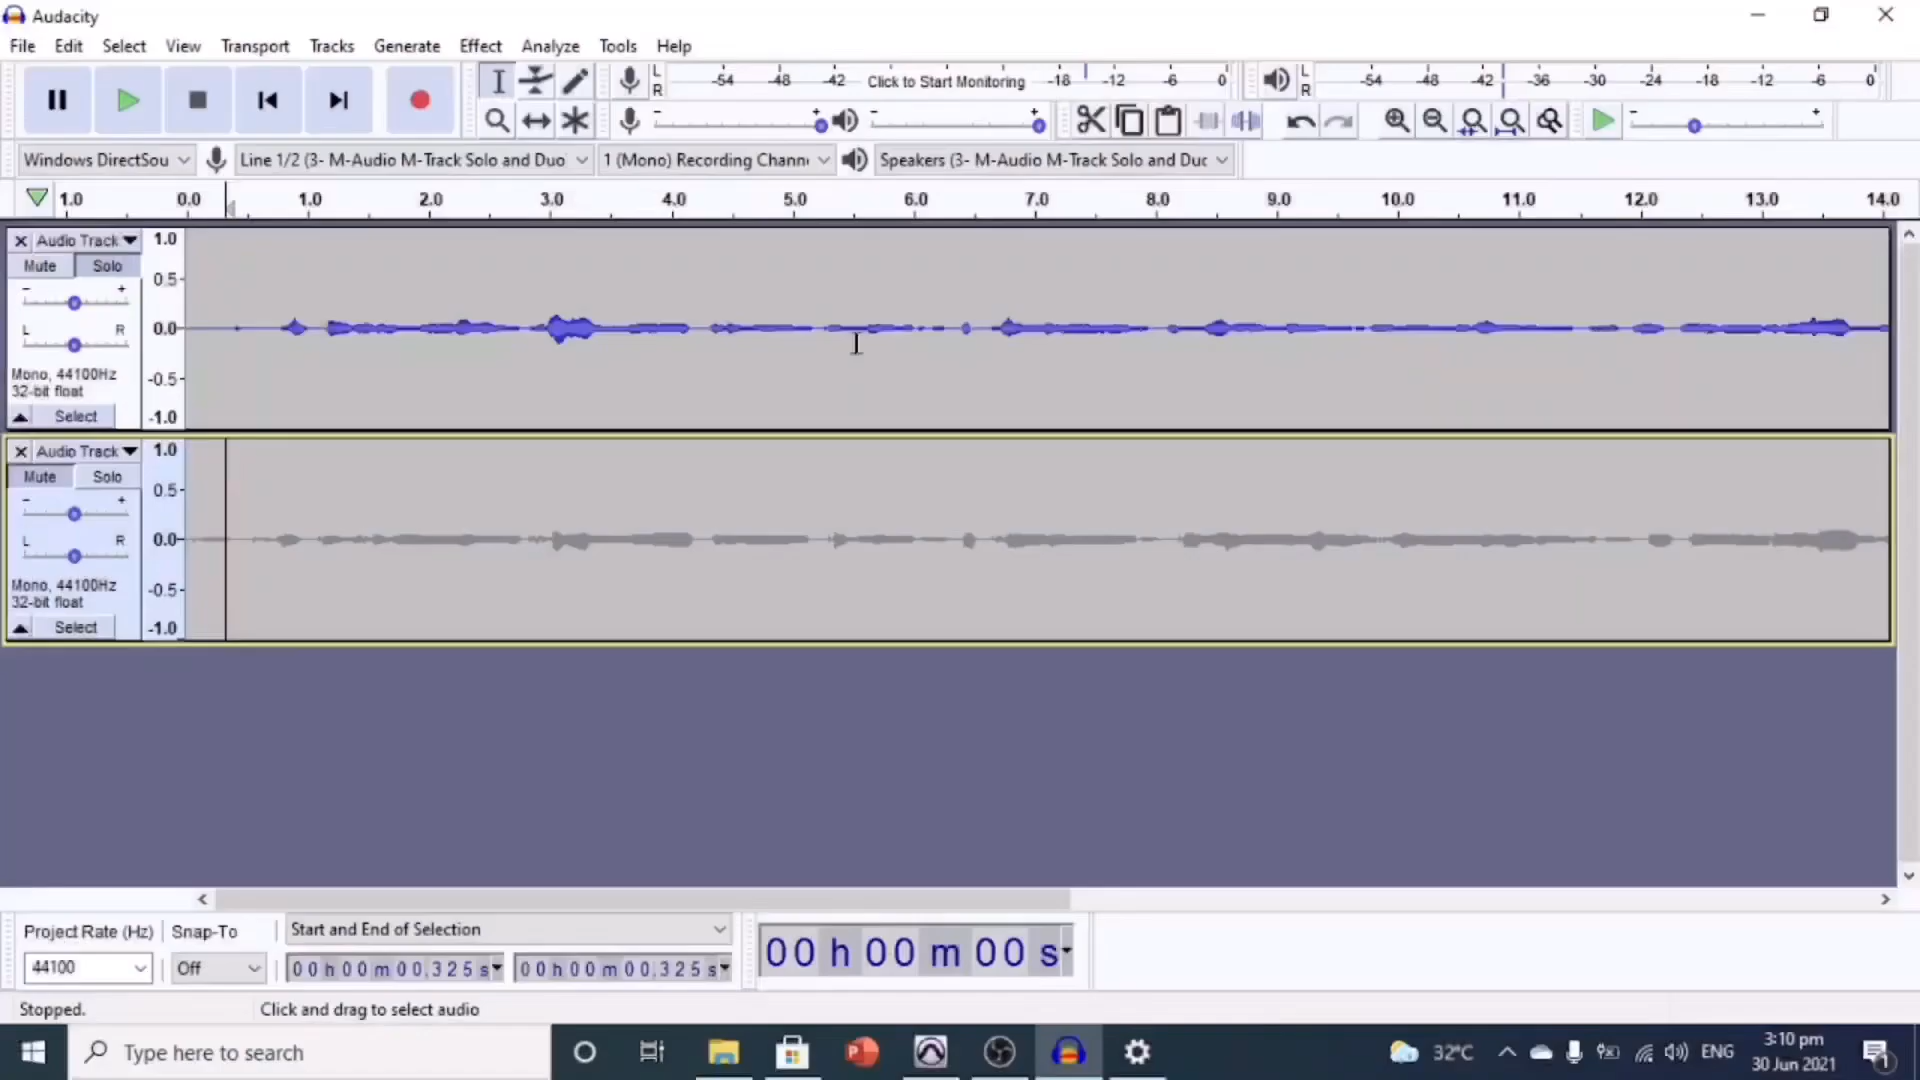 Audacity
File Edit Select View Transport Tracks Generate Effect Analyze Tools Help
L R -54 -48 -42 Click to Start Monitoring -18 -12 -6 0 L R -54 -48 -42 -36 -30 -24 -18 -12 -6 0
- + - + - +
Windows DirectSou Line 1/2 (3- M-Audio M-Track Solo and Duo 1 (Mono) Recording Chann Speakers (3- M-Audio M-Track Solo and Duc
1.0 0.0 1.0 2.0 3.0 4.0 5.0 6.0 7.0 8.0 9.0 10.0 11.0 12.0 13.0 14.0
Audio Track 1.0
Mute Solo
- + 0.5
L R 0.0
Mono, 44100Hz -0.5
32-bit float
Select -1.0
Audio Track 1.0
Mute Solo
- + 0.5
L R 0.0
Mono, 44100Hz -0.5
32-bit float
Select -1.0
Project Rate (Hz) Snap-To Start and End of Selection
44100 Off 00 h 00 m 00.325 s 00 h 00 m 00.325 s 00 h 00 m 00 s
Stopped. Click and drag to select audio
Type here to search 32°C ENG 3:10 pm
30 Jun 2021 1